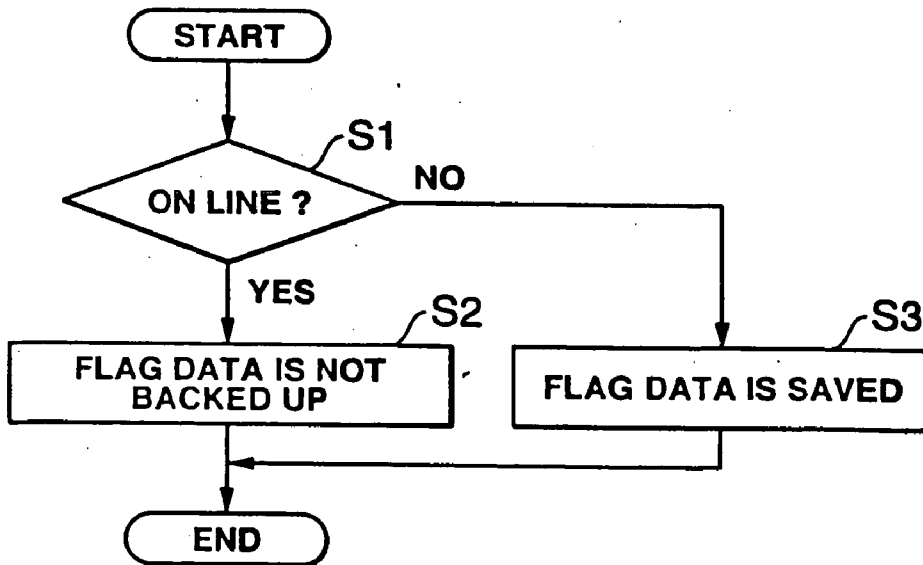 START
S1
ON LINE ?
NO
YES
S2
FLAG DATA IS NOT
BACKED UP
S3
FLAG DATA IS SAVED
END